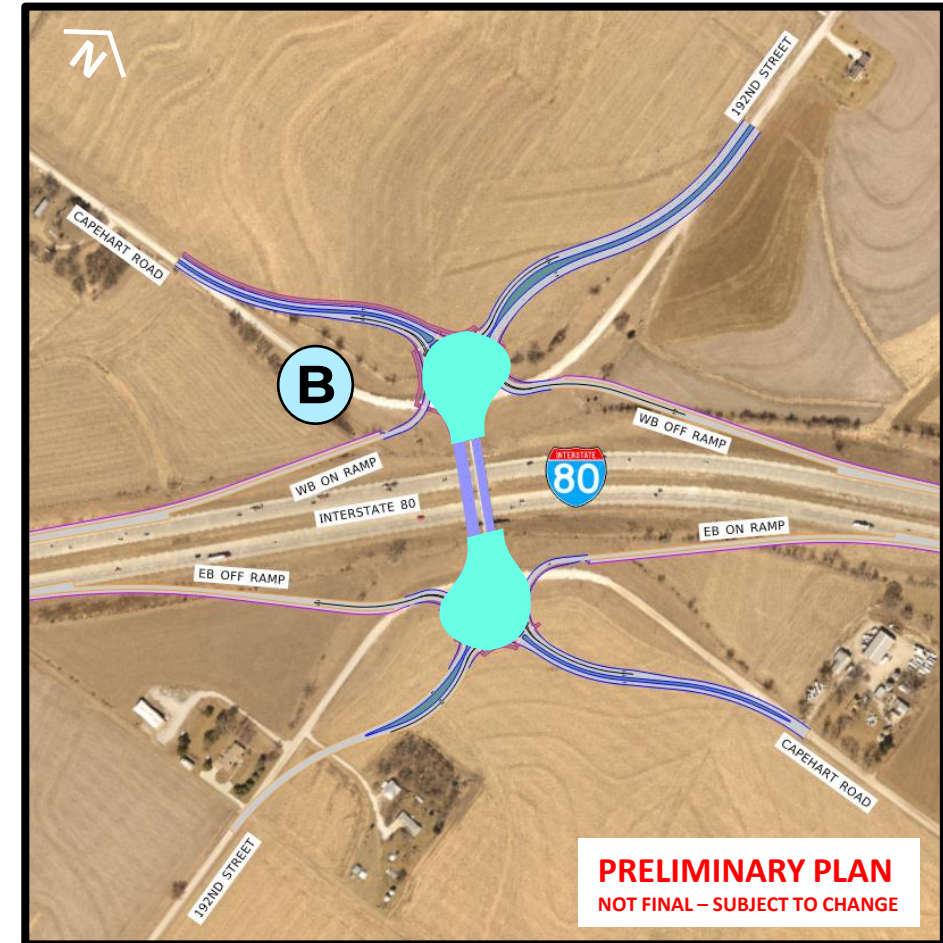 N
192ND STREET
CAPEHART ROAD
B
WB OFF RAMP
WB ON RAMP
INTERSTATE
80
INTERSTATE 80
EB ON RAMP
EB OFF RAMP
CAPEHART ROAD
192ND STREET
PRELIMINARY PLAN
NOT FINAL – SUBJECT TO CHANGE